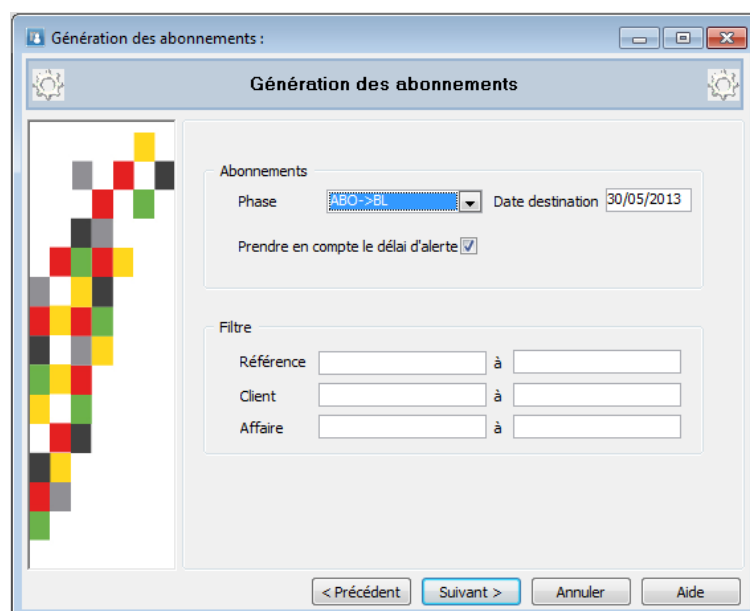 Génération des abonnements :
Génération des abonnements
Abonnements
Phase ABO->BL Date destination 30/05/2013
Prendre en compte le délai d'alerte
Filtre
Référence à
Client à
Affaire à
< Précédent Suivant > Annuler Aide